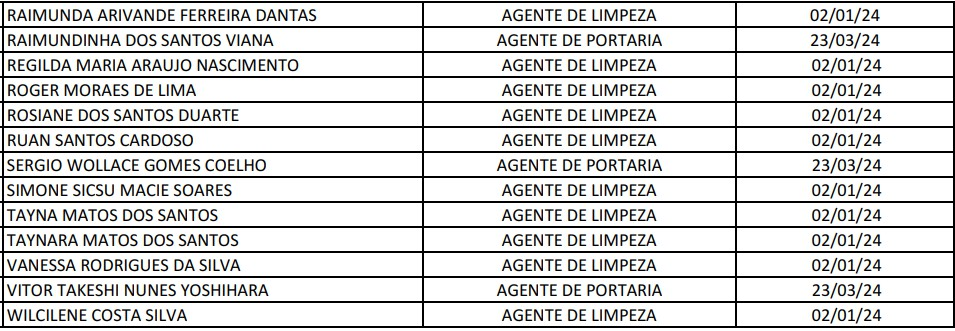 RAIMUNDA ARIVANDE FERREIRA DANTAS AGENTE DE LIMPEZA 02/01/24
RAIMUNDINHA DOS SANTOS VIANA AGENTE DE PORTARIA 23/03/24
REGILDA MARIA ARAUJO NASCIMENTO AGENTE DE LIMPEZA 02/01/24
ROGER MORAES DE LIMA AGENTE DE LIMPEZA 02/01/24
ROSIANE DOS SANTOS DUARTE AGENTE DE LIMPEZA 02/01/24
RUAN SANTOS CARDOSO AGENTE DE LIMPEZA 02/01/24
SERGIO WOLLACE GOMES COELHO AGENTE DE PORTARIA 23/03/24
SIMONE SICSU MACIE SOARES AGENTE DE LIMPEZA 02/01/24
TAYNA MATOS DOS SANTOS AGENTE DE LIMPEZA 02/01/24
TAYNARA MATOS DOS SANTOS AGENTE DE LIMPEZA 02/01/24
VANESSA RODRIGUES DA SILVA AGENTE DE LIMPEZA 02/01/24
VITOR TAKESHI NUNES YOSHIHARA AGENTE DE PORTARIA 23/03/24
WILCILENE COSTA SILVA AGENTE DE LIMPEZA 02/01/24